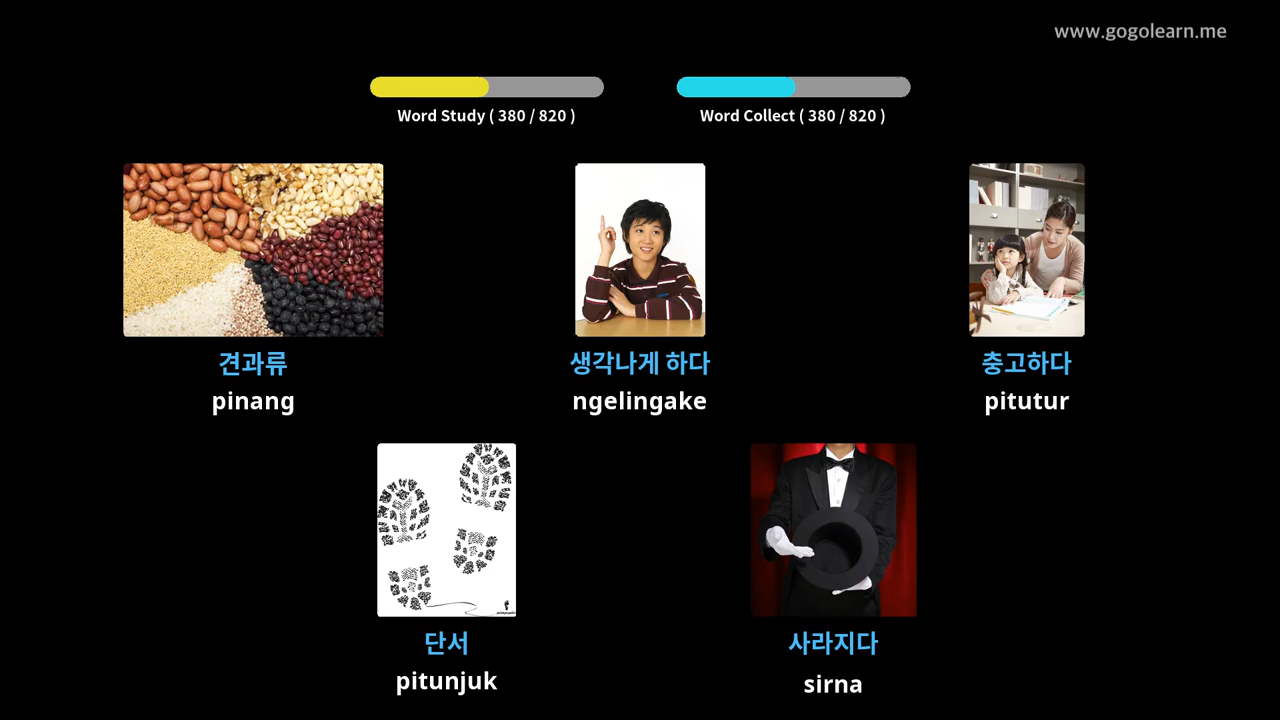 www.gogolearn.me
Word Study ( 380 / 820 )
Word Collect ( 380 / 820 )
견과류
pinang
생각나게 하다
ngelingake
충고하다
pitutur
단서
pitunjuk
사라지다
sirna